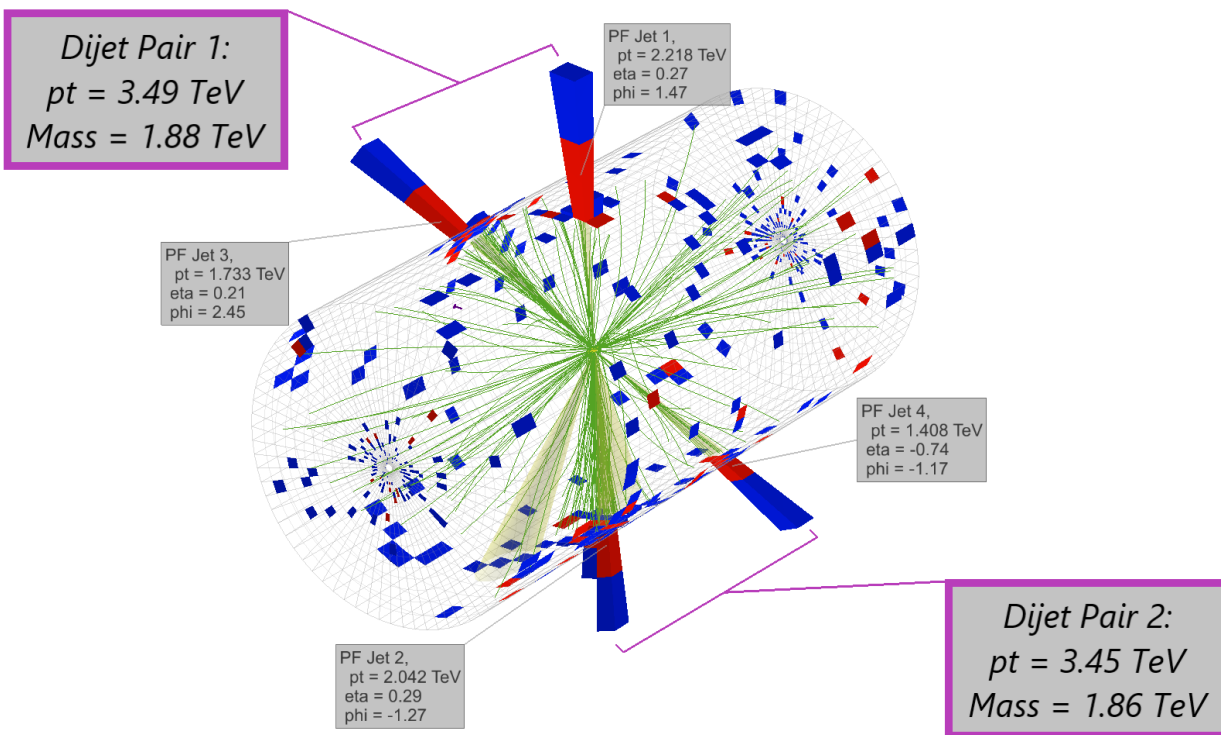 Dijet Pair 1:
pt = 3.49 TeV
Mass = 1.88 TeV
PF Jet 1,
pt = 2.218 TeV
eta = 0.27
phi = 1.47
PF Jet 3,
pt = 1.733 TeV
eta = 0.21
phi = 2.45
PF Jet 4,
pt = 1.408 TeV
eta = -0.74
phi = -1.17
PF Jet 2,
pt = 2.042 TeV
eta = 0.29
phi = -1.27
Dijet Pair 2:
pt = 3.45 TeV
Mass = 1.86 TeV